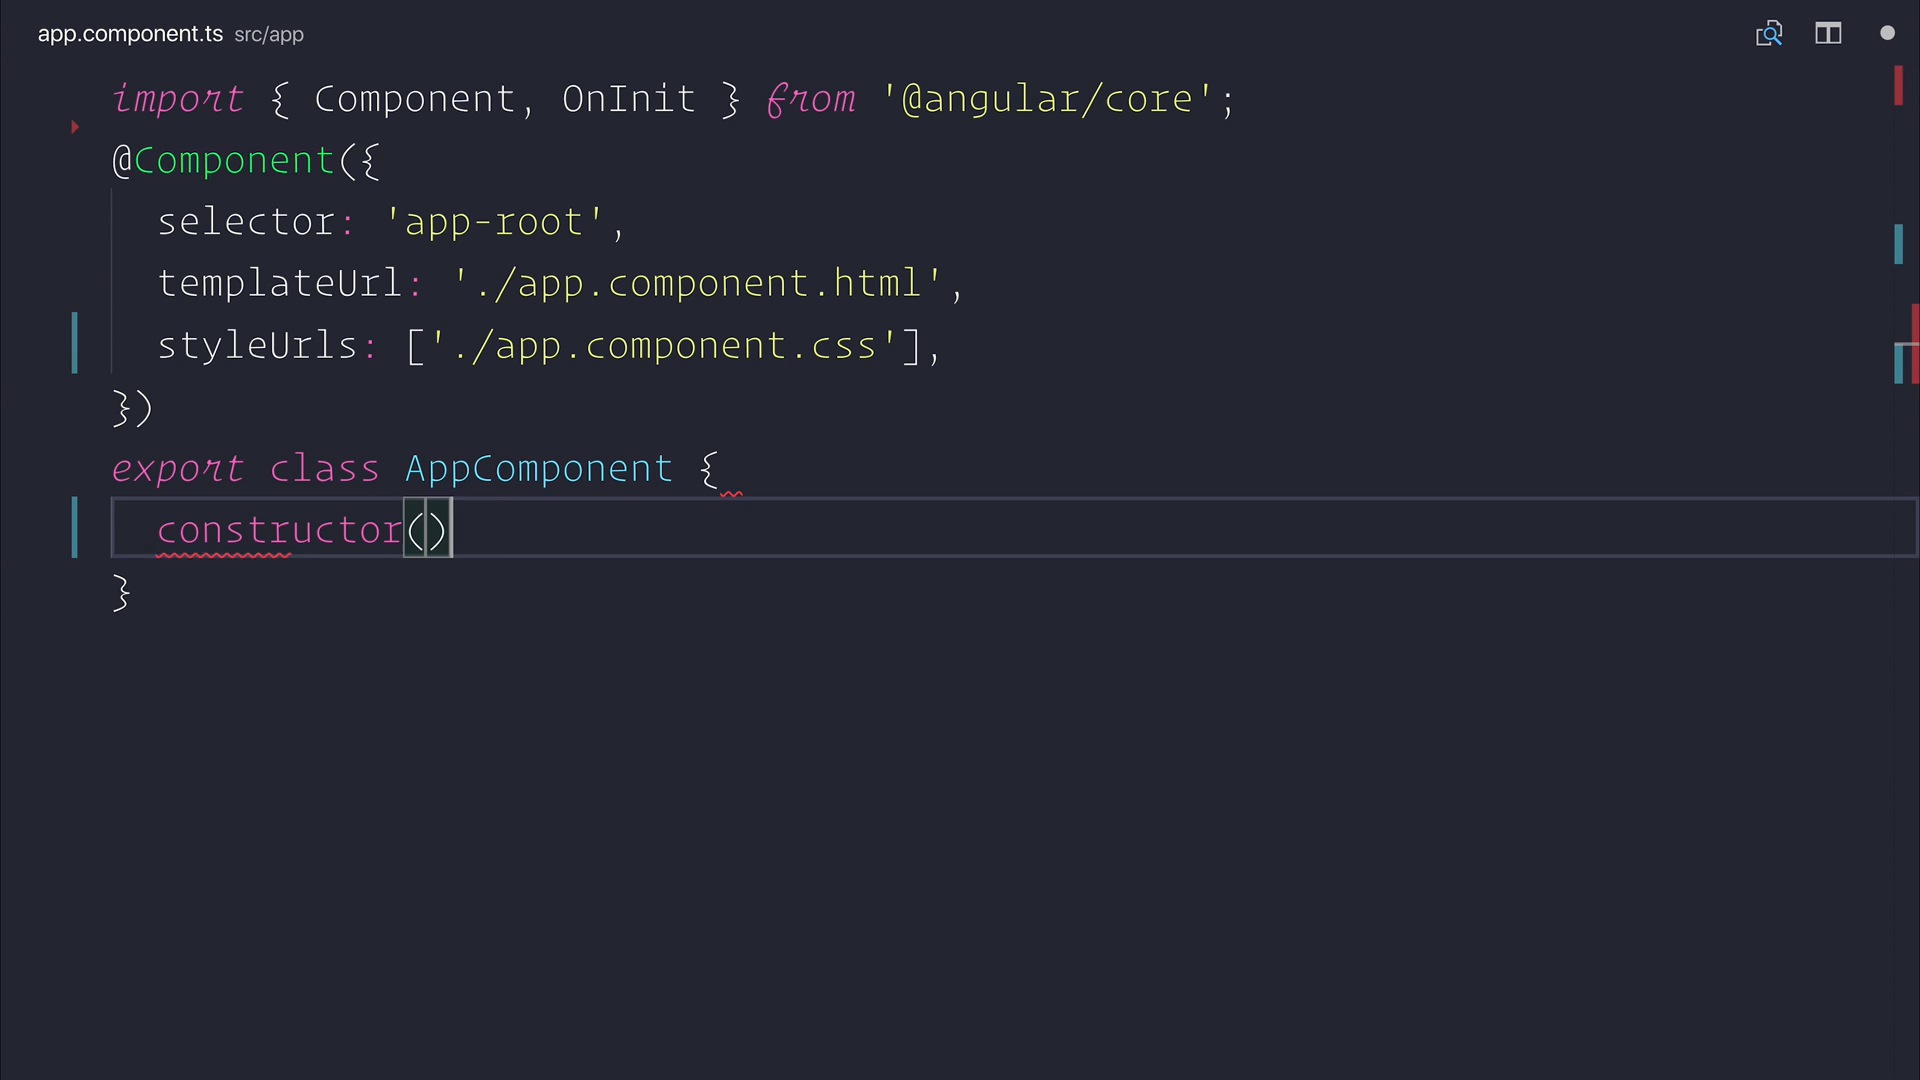 app.component.ts src/app
import { Component, OnInit } from '@angular/core';
@Component({
  selector: 'app-root',
  templateUrl: './app.component.html',
  styleUrls: ['./app.component.css'],
})
export class AppComponent {
  constructor()
}